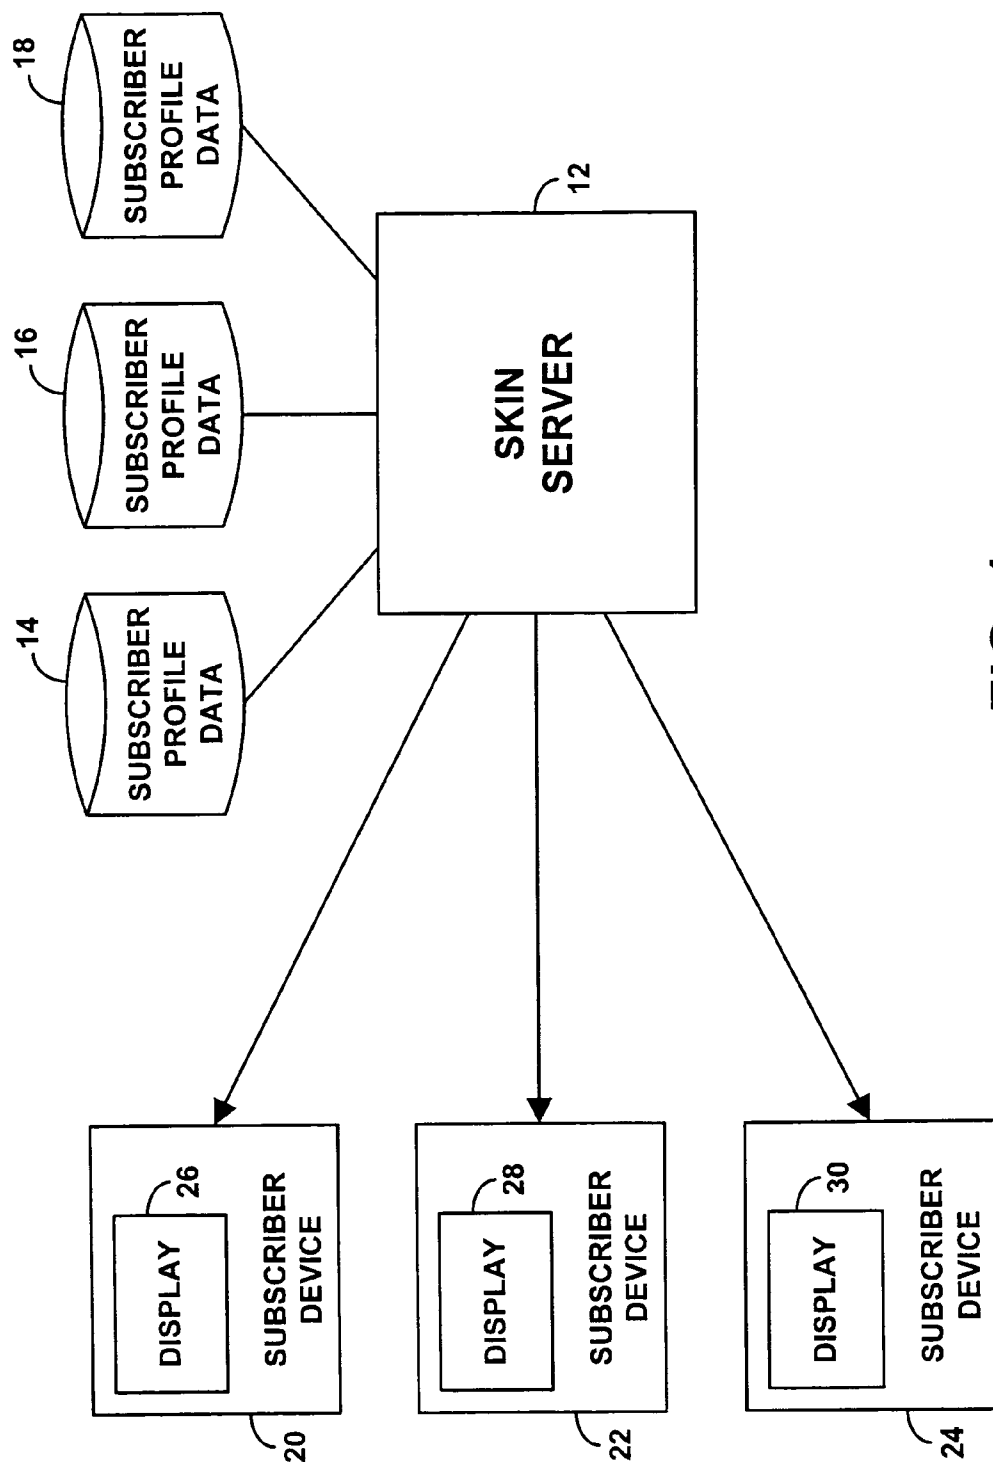 18
SUBSCRIBER
PROFILE
DATA
16
SUBSCRIBER
PROFILE
DATA
14
SUBSCRIBER
PROFILE
DATA
12
SKIN
SERVER
26
DISPLAY
SUBSCRIBER
DEVICE
20
28
DISPLAY
SUBSCRIBER
DEVICE
22
30
DISPLAY
SUBSCRIBER
DEVICE
24